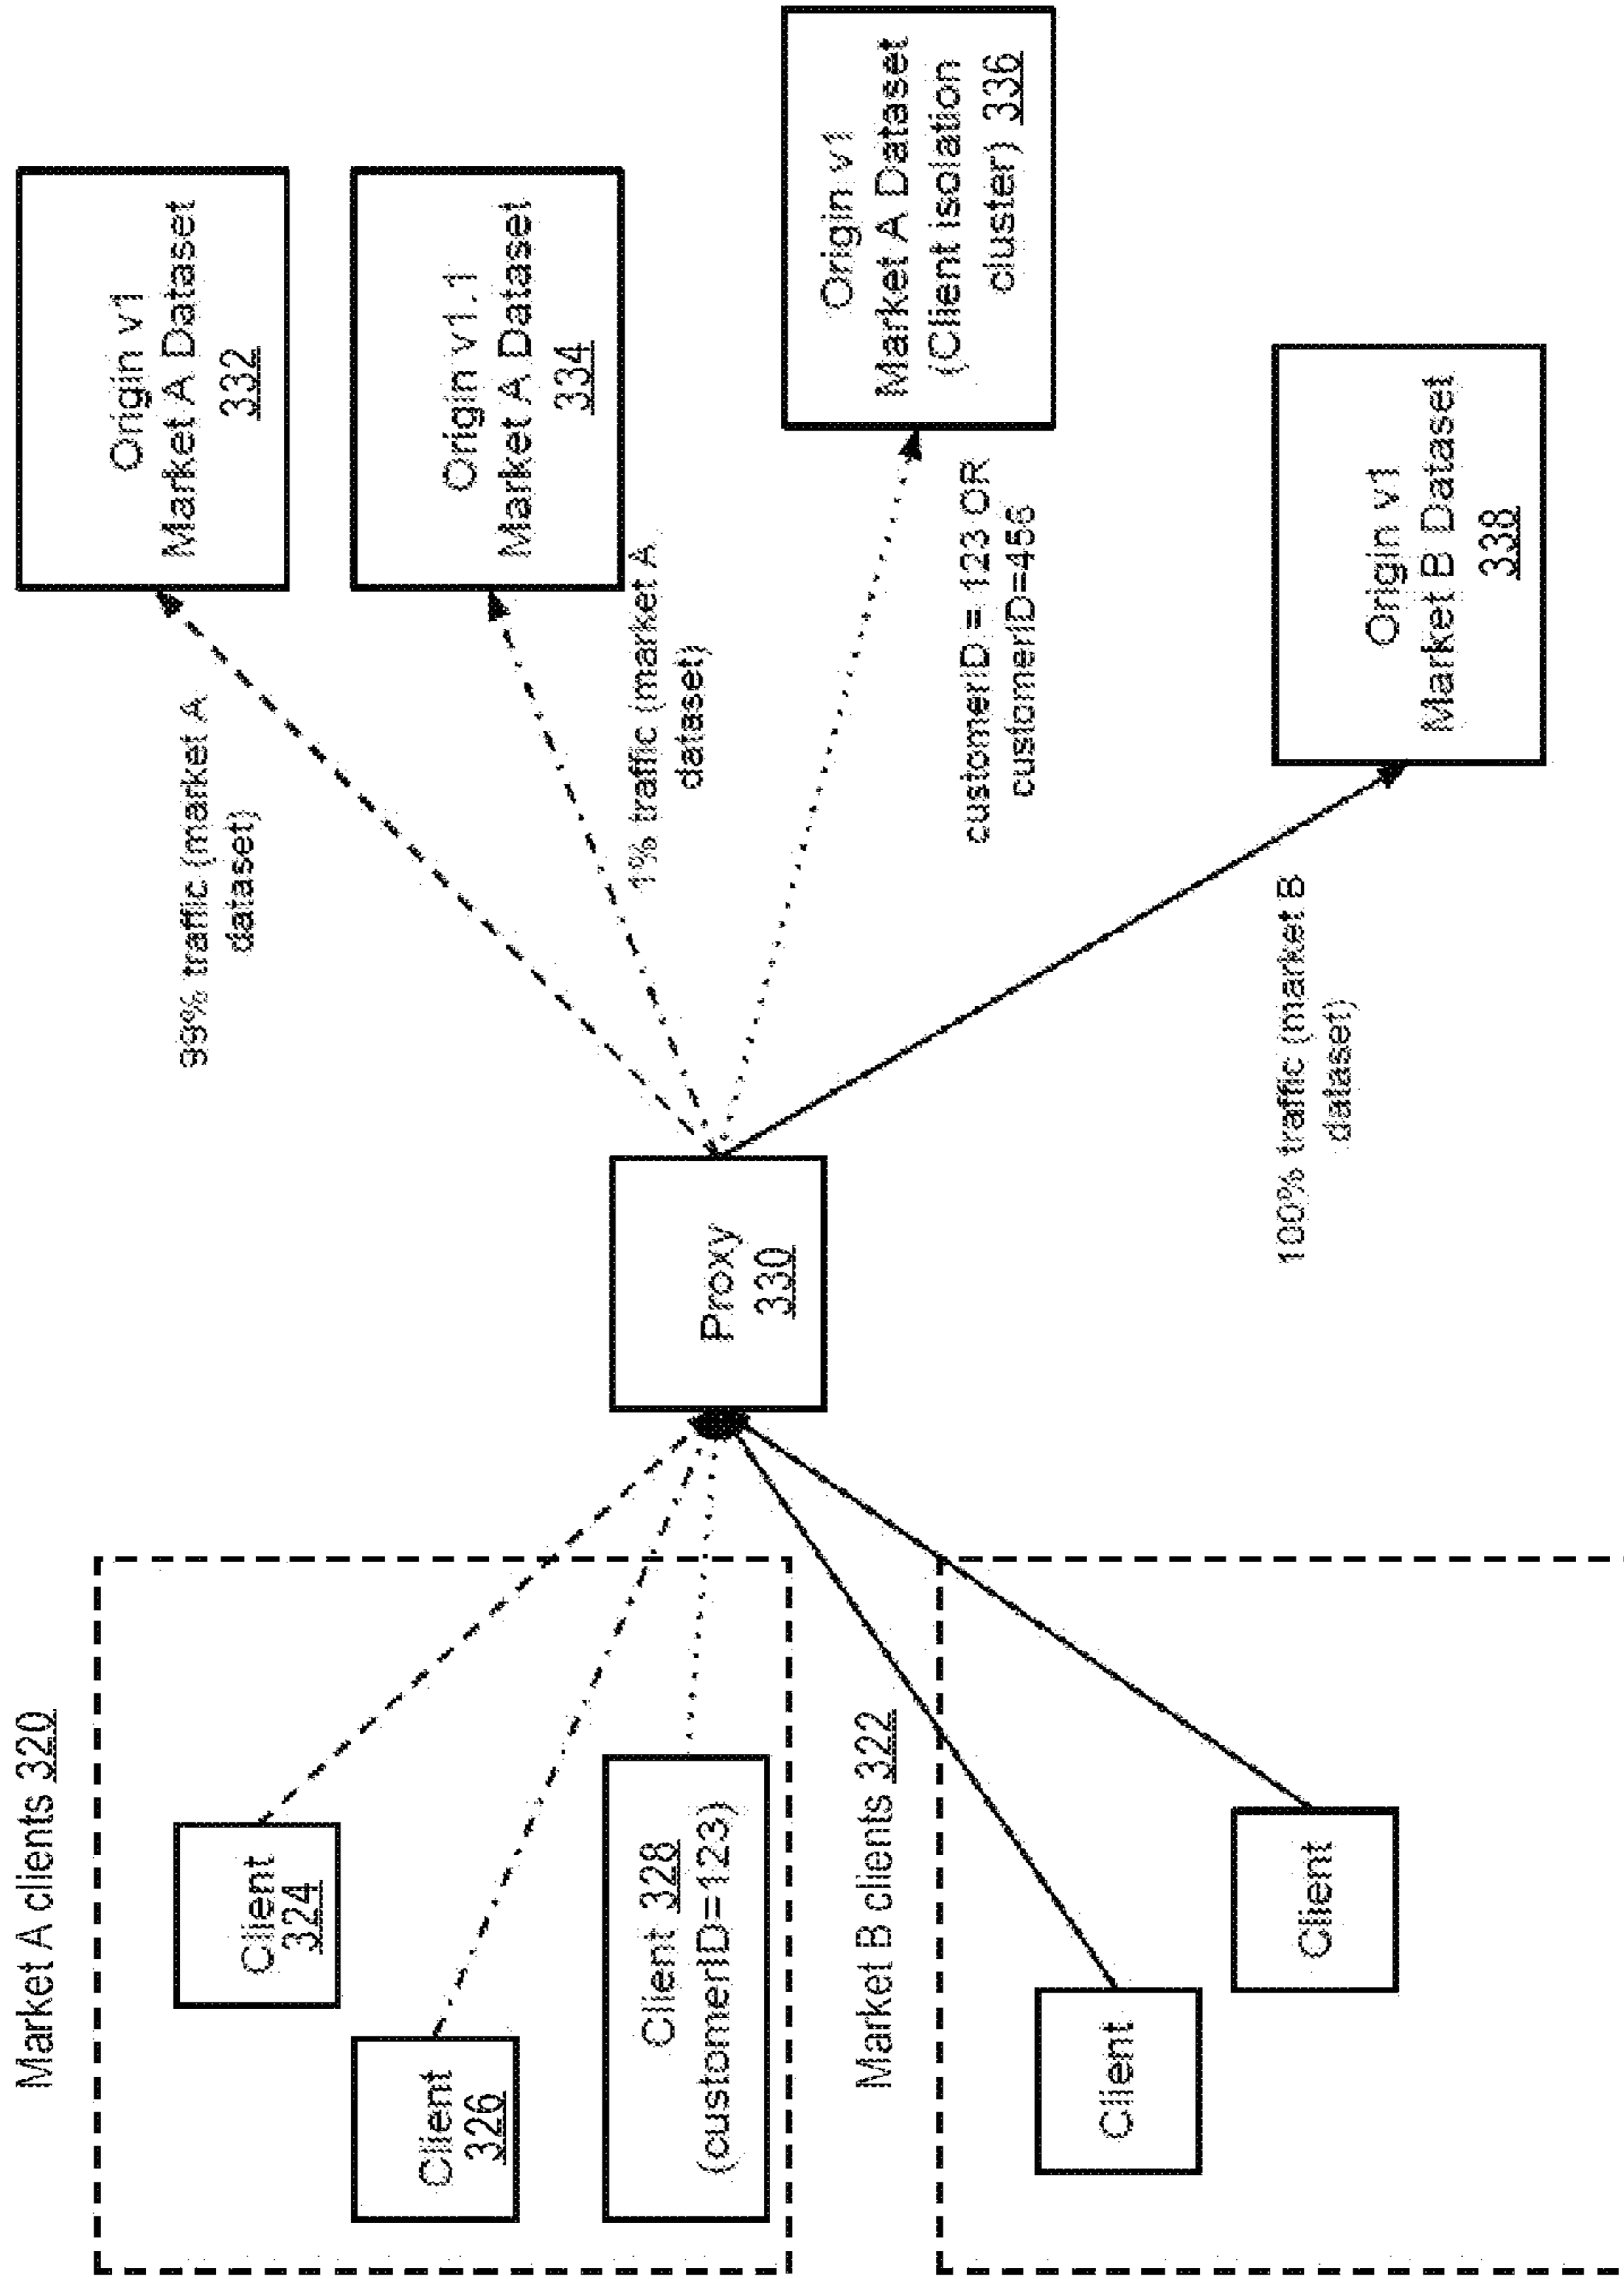 Market A clients 320
Client
324
Client
326
Client 328
(customerID=123)
Market B clients 322
Client
Client
Proxy
330
99% traffic (market A
dataset)
1% traffic (market A
dataset)
customerID = 123 OR
customerID=456
100% traffic (market B
dataset)
Origin v1
Market A Dataset
332
Origin v1.1
Market A Dataset
334
Origin v1
Market A Dataset
(Client isolation
cluster) 336
Origin v1
Market B Dataset
338